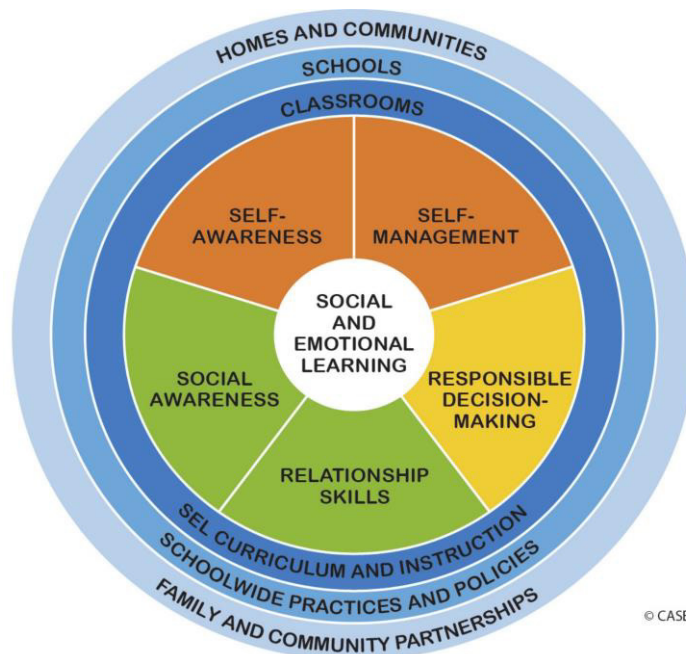 HOMES AND COMMUNITIES
SCHOOLS
CLASSROOMS
SELF-
AWARENESS
SELF-
MANAGEMENT
SOCIAL
AND
EMOTIONAL
LEARNING
SOCIAL
AWARENESS
RESPONSIBLE
DECISION-
MAKING
RELATIONSHIP
SKILLS
SEL CURRICULUM AND INSTRUCTION
SCHOOLWIDE PRACTICES AND POLICIES
FAMILY AND COMMUNITY PARTNERSHIPS
© CASE